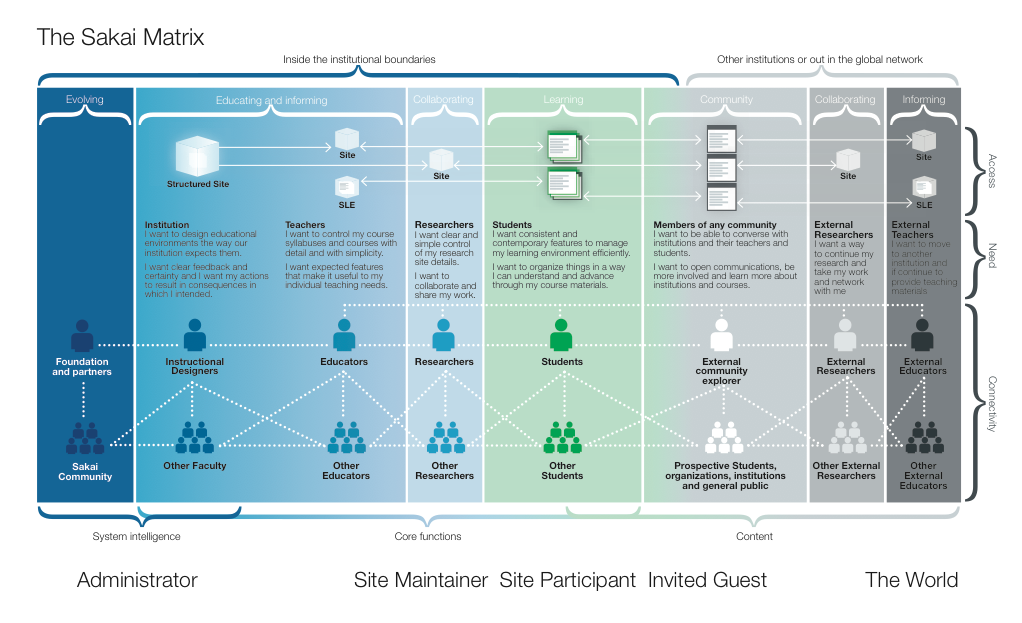 The Sakai Matrix
Inside the institutional boundaries
Other institutions or out in the global network
Evolving
Educating and informing
Collaborating
Learning
Community
Collaborating
Informing
Structured Site
Site
SLE
Site
Site
Site
SLE
Access
Institution
I want to design educational
environments the way our
institution expects them.
I want clear feedback and
certainty and I want my actions
to result in consequences in
which I intended.
Teachers
I want to control my course
syllabuses and courses with
detail and with simplicity.
I want expected features
that make it useful to my
individual teaching needs.
Researchers
I want clear and
simple control
of my research
site details.
I want to
collaborate and
share my work.
Students
I want consistent and
contemporary features to manage
my learning environment efficiently.
I want to organize things in a way
I can understand and advance
through my course materials.
Members of any community
I want to be able to converse with
institutions and their teachers and
students.
I want to open communications, be
more involved and learn more about
institutions and courses.
External
Researchers
I want a way
to continue my
research and
take my work
and network
with me
External
Teachers
I want to move
to another
institution and
if continue to
provide teaching
materials
Need
Foundation
and partners
Instructional
Designers
Educators
Researchers
Students
External
community
explorer
External
Researchers
External
Educators
Connectivity
Sakai
Community
Other Faculty
Other
Educators
Other
Researchers
Other
Students
Prospective Students,
organizations, institutions
and general public
Other External
Researchers
Other
External
Educators
System intelligence
Core functions
Content
Administrator
Site Maintainer
Site Participant
Invited Guest
The World